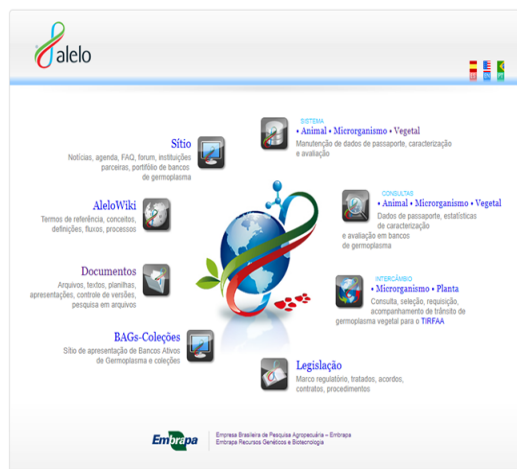 alelo
Sítio
Notícias, agenda, FAQ, forum, instituições
parceiras, portifólio de bancos
de germoplasma
AleloWiki
Termos de referência, conceitos,
definições, fluxos, processos
Documentos
Arquivos, textos, planilhas,
apresentações, controle de versões,
pesquisa em arquivos
BAGs-Coleções
Sítio de apresentação de Bancos Ativos
de Germoplasma e coleções
SISTEMA
• Animal • Microrganismo • Vegetal
Manutenção de dados de passaporte, caracterização
e avaliação
CONSULTAS
• Animal • Microrganismo • Vegetal
Dados de passaporte, estatísticas
de caracterização
e avaliação em bancos
de germoplasma
INTERCÂMBIO
• Microrganismo • Planta
Consulta, seleção, requisição,
acompanhamento de trânsito de
germoplasma vegetal para o TIRFAA
Legislação
Marco regulatório, tratados, acordos,
contratos, procedimentos
Embrapa
Empresa Brasileira de Pesquisa Agropecuária – Embrapa
Embrapa Recursos Genéticos e Biotecnologia